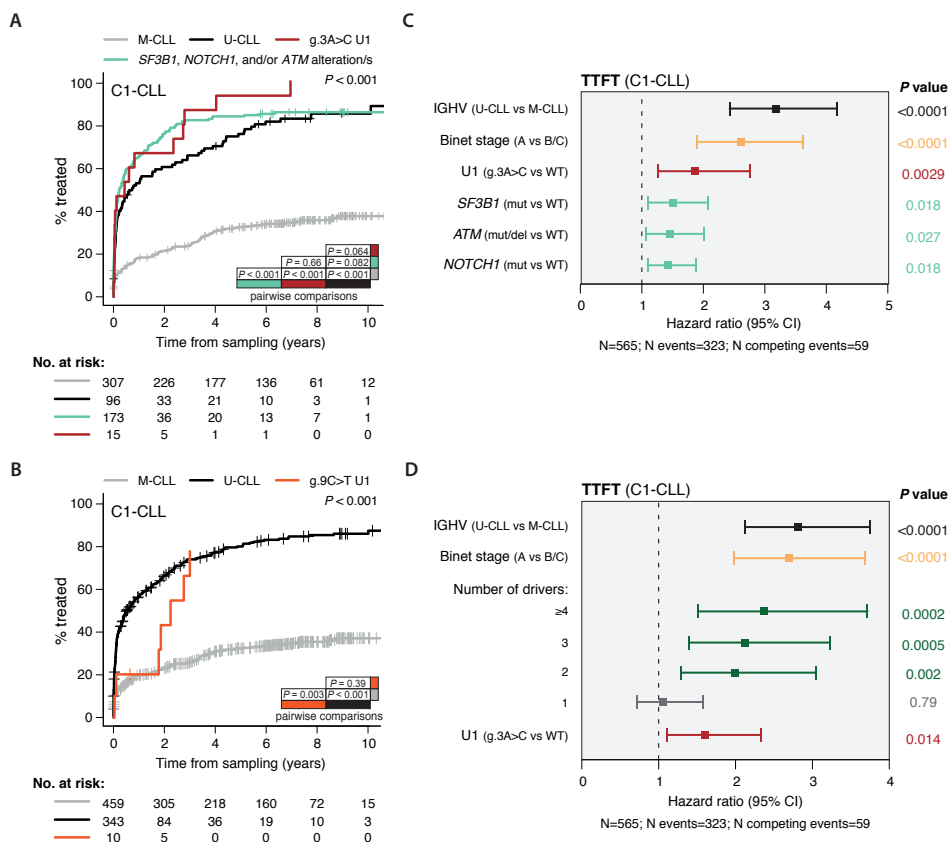 A
M-CLL U-CLL g.3A>C U1
SF3B1, NOTCH1, and/or ATM alteration/s
C1-CLL
P < 0.001
100
80
60
40
20
0
% treated
P = 0.064
P = 0.66 P = 0.082
P < 0.001 P < 0.001 P < 0.001
pairwise comparisons
0 2 4 6 8 10
Time from sampling (years)
No. at risk:
307 226 177 136 61 12
96 33 21 10 3 1
173 36 20 13 7 1
15 5 1 1 0 0
B
M-CLL U-CLL g.9C>T U1
C1-CLL
P < 0.001
100
80
60
40
20
0
% treated
P = 0.39
P = 0.003 P < 0.001
pairwise comparisons
0 2 4 6 8 10
Time from sampling (years)
No. at risk:
459 305 218 160 72 15
343 84 36 19 10 3
10 5 0 0 0 0
C
TTFT (C1-CLL)
P value
IGHV (U-CLL vs M-CLL) <0.0001
Binet stage (A vs B/C) <0.0001
U1 (g.3A>C vs WT) 0.0029
SF3B1 (mut vs WT) 0.018
ATM (mut/del vs WT) 0.027
NOTCH1 (mut vs WT) 0.018
0 1 2 3 4 5
Hazard ratio (95% CI)
N=565; N events=323; N competing events=59
D
TTFT (C1-CLL)
P value
IGHV (U-CLL vs M-CLL) <0.0001
Binet stage (A vs B/C) <0.0001
Number of drivers:
≥4 0.0002
3 0.0005
2 0.002
1 0.79
U1 (g.3A>C vs WT) 0.014
0 1 2 3 4
Hazard ratio (95% CI)
N=565; N events=323; N competing events=59